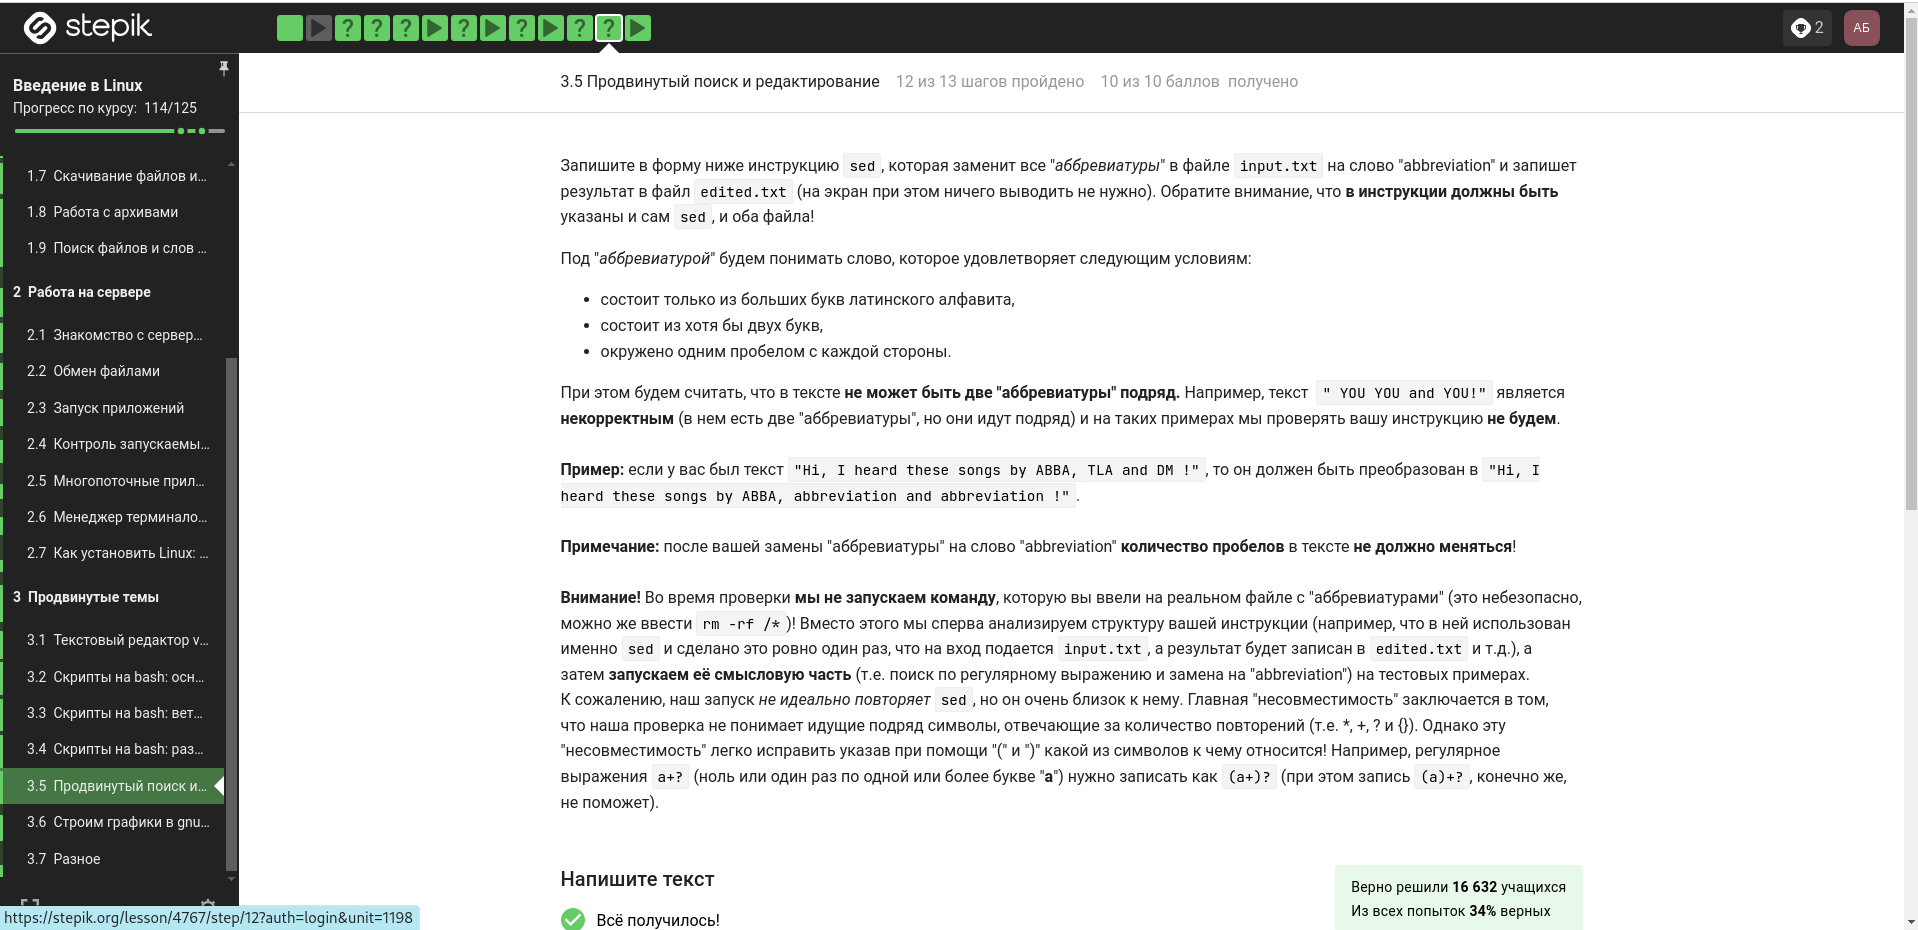 stepik
? ? ? ? ? ? ?
2
АБ
Введение в Linux
Прогресс по курсу: 114/125
1.7 Скачивание файлов и...
1.8 Работа с архивами
1.9 Поиск файлов и слов ...
2 Работа на сервере
2.1 Знакомство с сервер...
2.2 Обмен файлами
2.3 Запуск приложений
2.4 Контроль запускаемы...
2.5 Многопоточные прил...
2.6 Менеджер терминало...
2.7 Как установить Linux: ...
3 Продвинутые темы
3.1 Текстовый редактор v...
3.2 Скрипты на bash: осн...
3.3 Скрипты на bash: вет...
3.4 Скрипты на bash: раз...
3.5 Продвинутый поиск и...
3.6 Строим графики в gnu...
3.7 Разное
https://stepik.org/lesson/4767/step/12?auth=login&unit=1198
3.5 Продвинутый поиск и редактирование 12 из 13 шагов пройдено 10 из 10 баллов получено
Запишите в форму ниже инструкцию sed, которая заменит все "аббревиатуры" в файле input.txt на слово "abbreviation" и запишет
результат в файл edited.txt (на экран при этом ничего выводить не нужно). Обратите внимание, что в инструкции должны быть
указаны и сам sed, и оба файла!
Под "аббревиатурой" будем понимать слово, которое удовлетворяет следующим условиям:
• состоит только из больших букв латинского алфавита,
• состоит из хотя бы двух букв,
• окружено одним пробелом с каждой стороны.
При этом будем считать, что в тексте не может быть две "аббревиатуры" подряд. Например, текст " YOU YOU and YOU!" является
некорректным (в нем есть две "аббревиатуры", но они идут подряд) и на таких примерах мы проверять вашу инструкцию не будем.
Пример: если у вас был текст "Hi, I heard these songs by ABBA, TLA and DM !", то он должен быть преобразован в "Hi, I
heard these songs by ABBA, abbreviation and abbreviation !".
Примечание: после вашей замены "аббревиатуры" на слово "abbreviation" количество пробелов в тексте не должно меняться!
Внимание! Во время проверки мы не запускаем команду, которую вы ввели на реальном файле с "аббревиатурами" (это небезопасно,
можно же ввести rm -rf /*)! Вместо этого мы сперва анализируем структуру вашей инструкции (например, что в ней использован
именно sed и сделано это ровно один раз, что на вход подается input.txt, а результат будет записан в edited.txt и т.д.), а
затем запускаем её смысловую часть (т.е. поиск по регулярному выражению и замена на "abbreviation") на тестовых примерах.
К сожалению, наш запуск не идеально повторяет sed, но он очень близок к нему. Главная "несовместимость" заключается в том,
что наша проверка не понимает идущие подряд символы, отвечающие за количество повторений (т.е. *, +, ? и {}). Однако эту
"несовместимость" легко исправить указав при помощи "(" и ")" какой из символов к чему относится! Например, регулярное
выражения a+? (ноль или один раз по одной или более букве "a") нужно записать как (a+)? (при этом запись (a)+?, конечно же,
не поможет).
Напишите текст
Всё получилось!
Верно решили 16 632 учащихся
Из всех попыток 34% верных